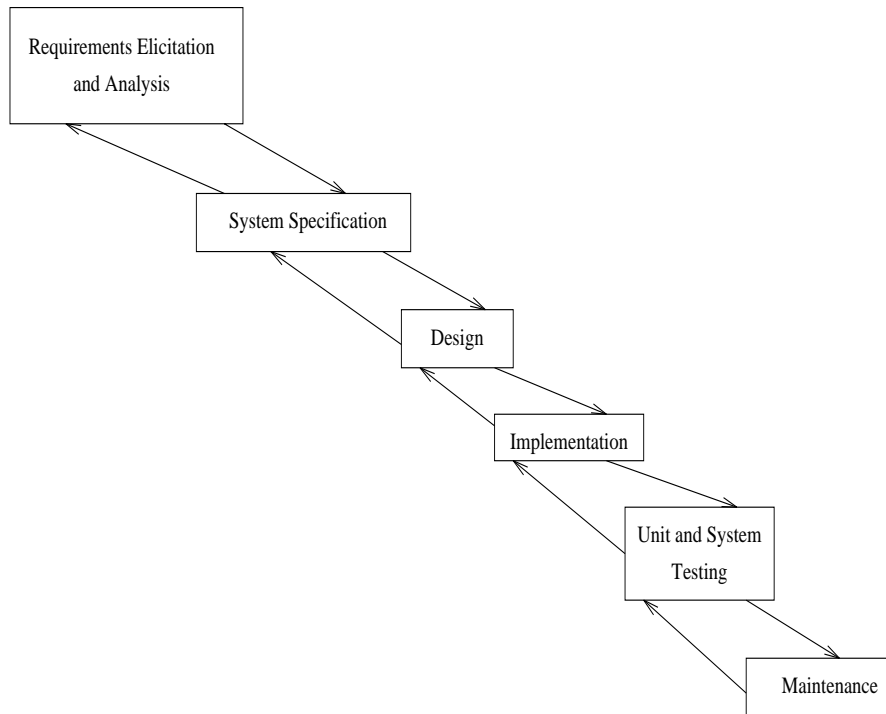 Requirements Elicitation
and Analysis
System Specification
Design
Implementation
Unit and System
Testing
Maintenance